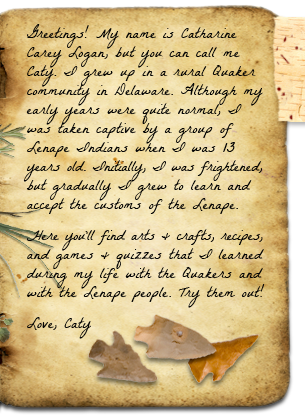 Greetings! My name is Catharine
Carey Logan, but you can call me
Caty. I grew up in a rural Quaker
community in Delaware. Although my
early years were quite normal, I
was taken captive by a group of
Lenape Indians when I was 13
years old. Initially, I was frightened,
but gradually I grew to learn and
accept the customs of the Lenape.
Here you'll find arts & crafts, recipes,
and games & quizzes that I learned
during my life with the Quakers and
with the Lenape people. Try them out!
Love, Caty